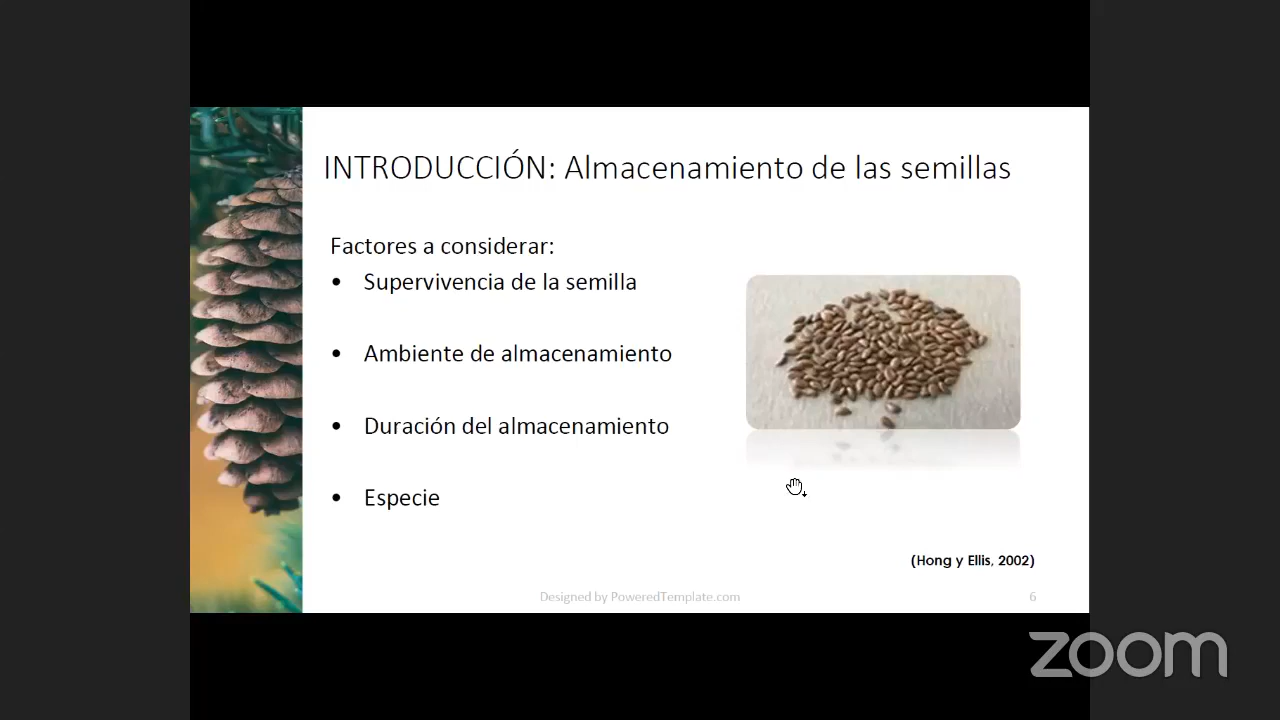 INTRODUCCIÓN: Almacenamiento de las semillas
Factores a considerar:
• Supervivencia de la semilla
• Ambiente de almacenamiento
• Duración del almacenamiento
• Especie
(Hong y Ellis, 2002)
Designed by PoweredTemplate.com
6
zoom